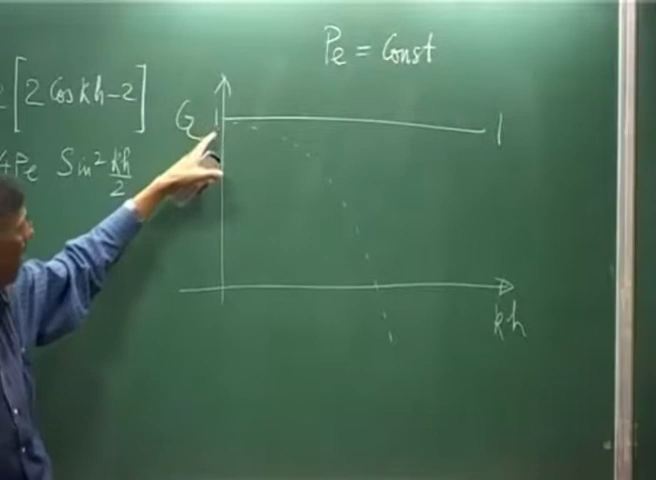 Pe = Const
[2 Cos kh - 2]
4Pe Sin² kh/2
G 1
1
kh